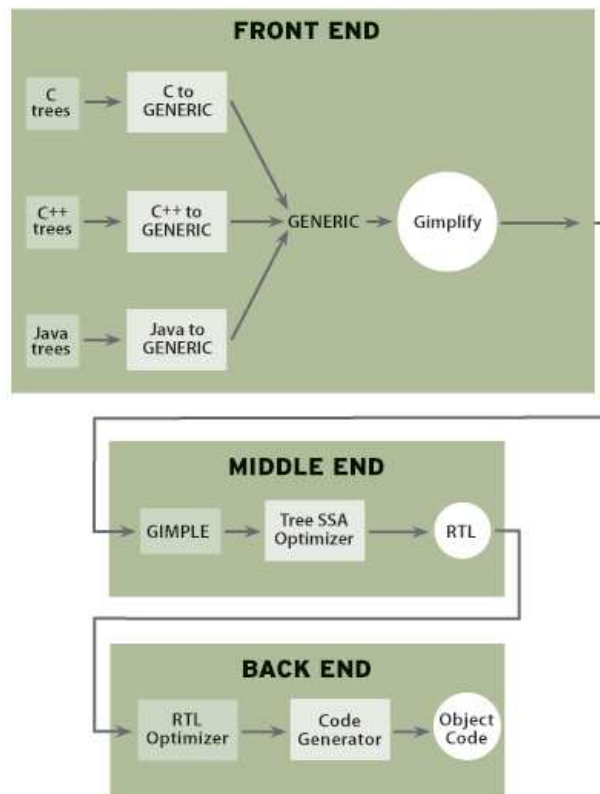 FRONT END
C
trees
C to
GENERIC
C++
trees
C++ to
GENERIC
GENERIC
Gimplify
Java
trees
Java to
GENERIC
MIDDLE END
GIMPLE
Tree SSA
Optimizer
RTL
BACK END
RTL
Optimizer
Code
Generator
Object
Code